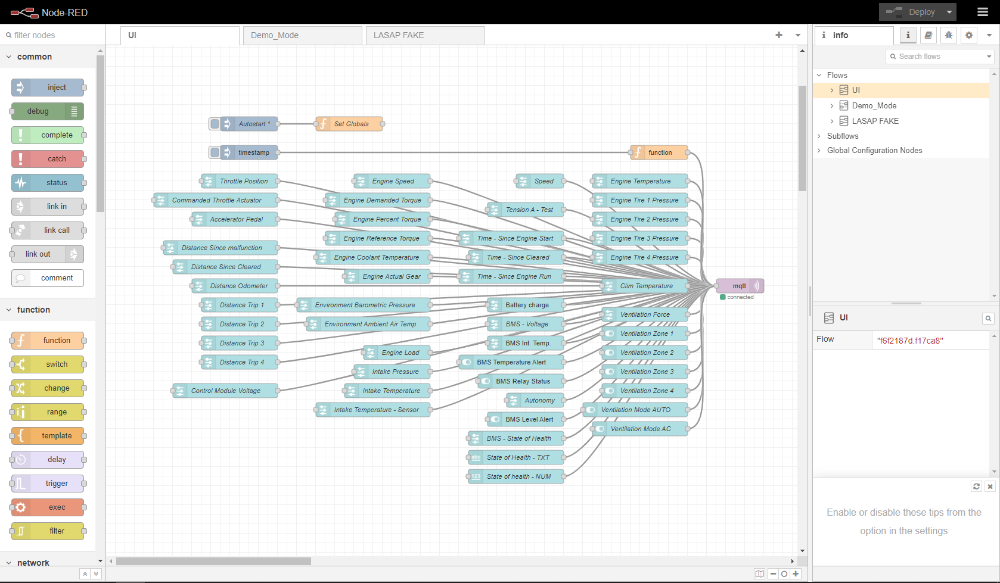 Node-RED
Deploy
filter nodes
UI
Demo_Mode
LASAP FAKE
info
common
inject
debug
complete
catch
status
link in
link call
link out
comment
function
function
switch
change
range
template
delay
trigger
exec
filter
network
Autostart ¹
Set Globals
timestamp
function
Throttle Position
Engine Speed
Speed
Engine Temperature
Commanded Throttle Actuator
Engine Demanded Torque
Engine Tire 1 Pressure
Tension A - Test
Accelerator Pedal
Engine Percent Torque
Engine Tire 2 Pressure
Engine Reference Torque
Time - Since Engine Start
Engine Tire 3 Pressure
Distance Since malfunction
Engine Coolant Temperature
Time - Since Cleared
Engine Tire 4 Pressure
Distance Since Cleared
Engine Actual Gear
Time - Since Engine Run
Distance Odometer
Clim Temperature
mqtt
connected
Distance Trip 1
Environment Barometric Pressure
Battery charge
Ventilation Force
Distance Trip 2
Environment Ambient Air Temp
BMS - Voltage
Ventilation Zone 1
Distance Trip 3
BMS Int. Temp.
Engine Load
Ventilation Zone 2
Distance Trip 4
BMS Temperature Alert
Intake Pressure
Ventilation Zone 3
BMS Relay Status
Control Module Voltage
Intake Temperature
Ventilation Zone 4
Autonomy
Intake Temperature - Sensor
Ventilation Mode AUTO
BMS Level Alert
Ventilation Mode AC
BMS - State of Health
abc
State of Health - TXT
123
State of health - NUM
Search flows
Flows
UI
Demo_Mode
LASAP FAKE
Subflows
Global Configuration Nodes
UI
Flow
"f6f2187d.f17ca8"
Enable or disable these tips from the
option in the settings